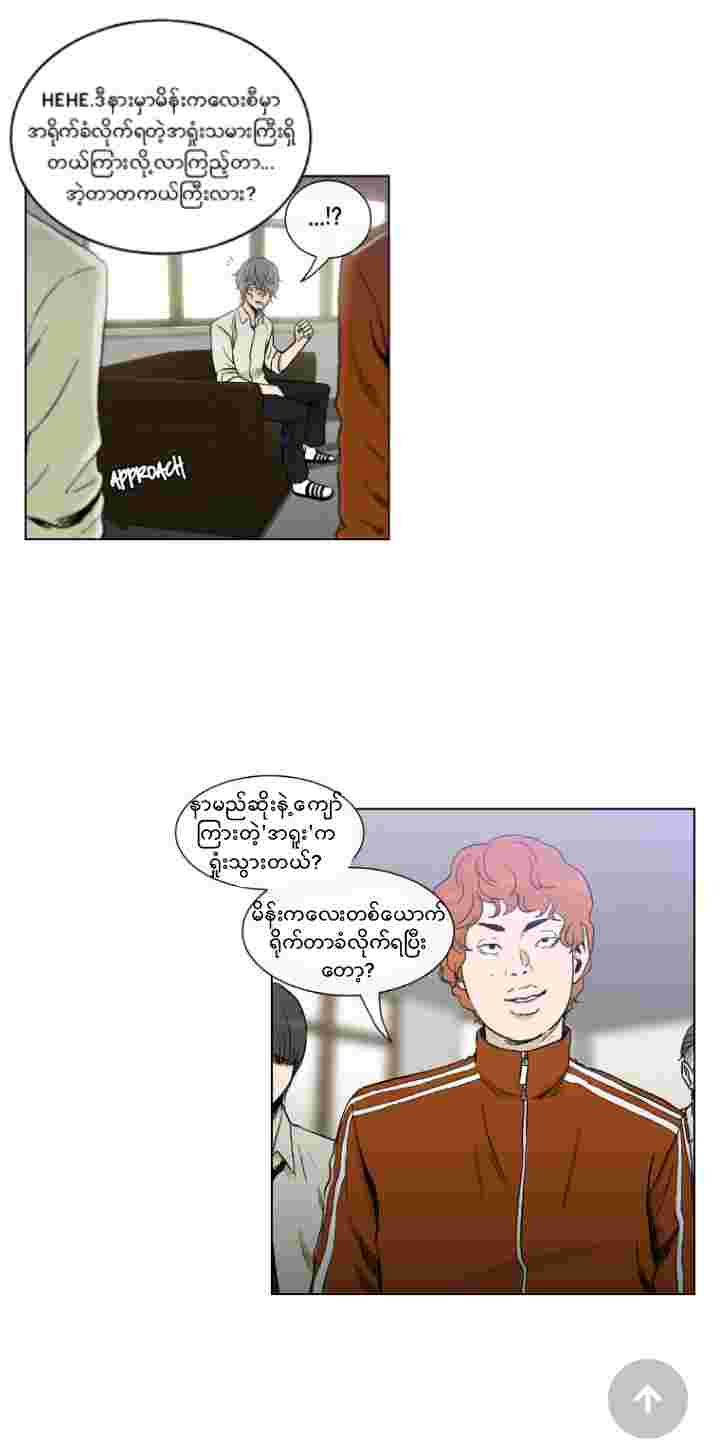 HEHE.ဒီနားမှာမိန်းကလေးစီမှာ
အရိုက်ခံလိုက်ရတဲ့အရှုံးသမားကြီးရှိ
တယ်ကြားလို့လာကြည့်တာ...
အဲ့တာတကယ်ကြီးလား?
...!?
APPROACH
နာမည်ဆိုးနဲ့ကျော်
ကြားတဲ့'အရူး'က
ရှုံးသွားတယ်?
မိန်းကလေးတစ်ယောက်
ရိုက်တာခံလိုက်ရပြီး
တော့?